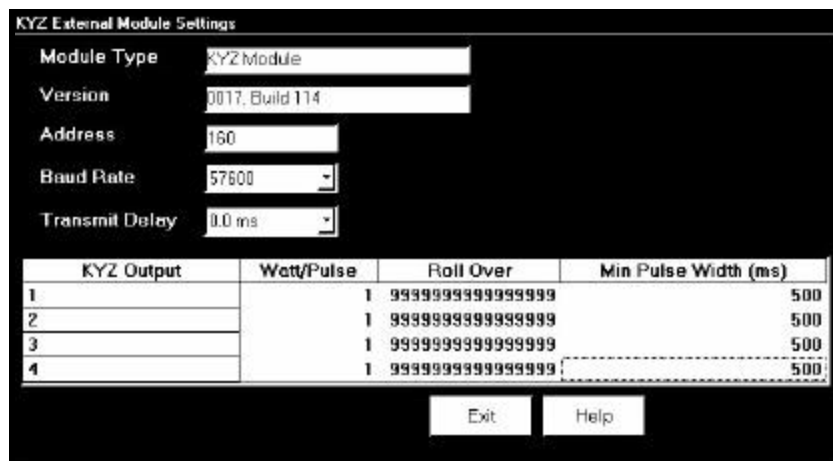 KYZ External Module Settings
Module Type KYZ Module
Version 0017, Build 114
Address 160
Baud Rate 57600
Transmit Delay 0.0 ms
KYZ Output Watt/Pulse Roll Over Min Pulse Width (ms)
1 1 9999999999999999 500
2 1 9999999999999999 500
3 1 9999999999999999 500
4 1 9999999999999999 500
Exit Help